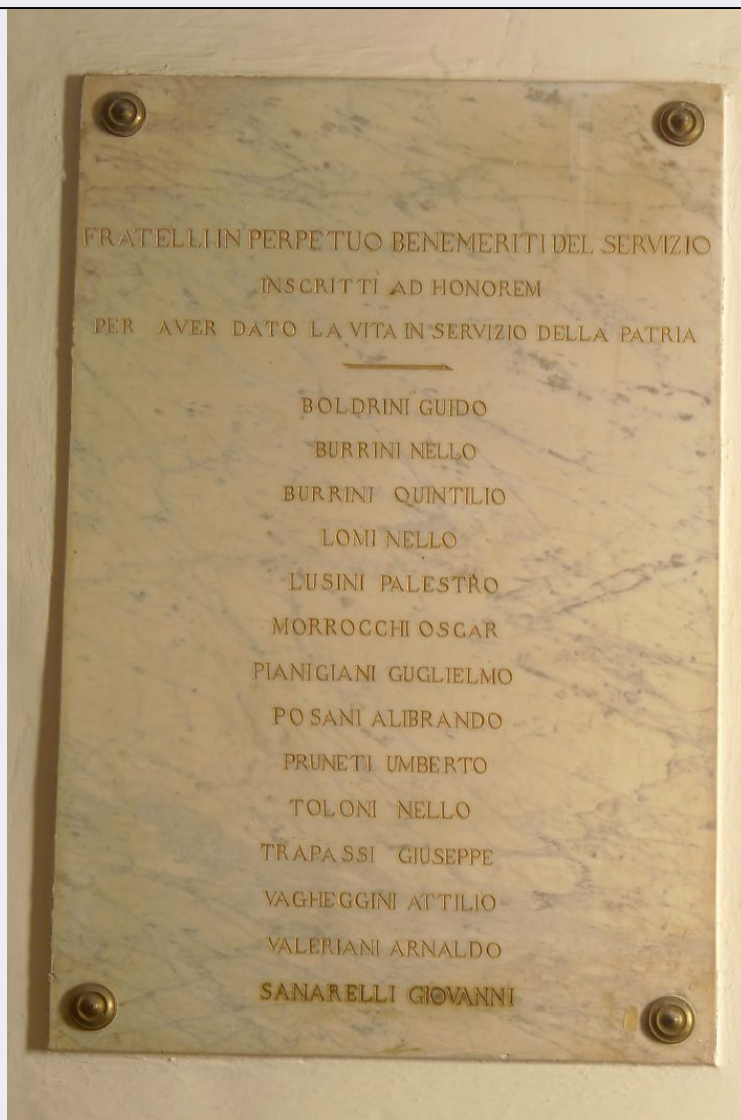 FRATELLI IN PERPETUO BENEMERITI DEL SERVIZIO
INSCRITTI AD HONOREM
PER AVER DATO LA VITA IN SERVIZIO DELLA PATRIA
BOLDRINI GUIDO
BURRINI NELLO
BURRINI QUINTILIO
LOMI NELLO
LUSINI PALESTRO
MORROCCHI OSCAR
PIANIGIANI GUGLIELMO
POSANI ALIBRANDO
PRUNETI UMBERTO
TOLONI NELLO
TRAPASSI GIUSEPPE
VAGHEGGINI ATTILIO
VALERIANI ARNALDO
SANARELLI GIOVANNI